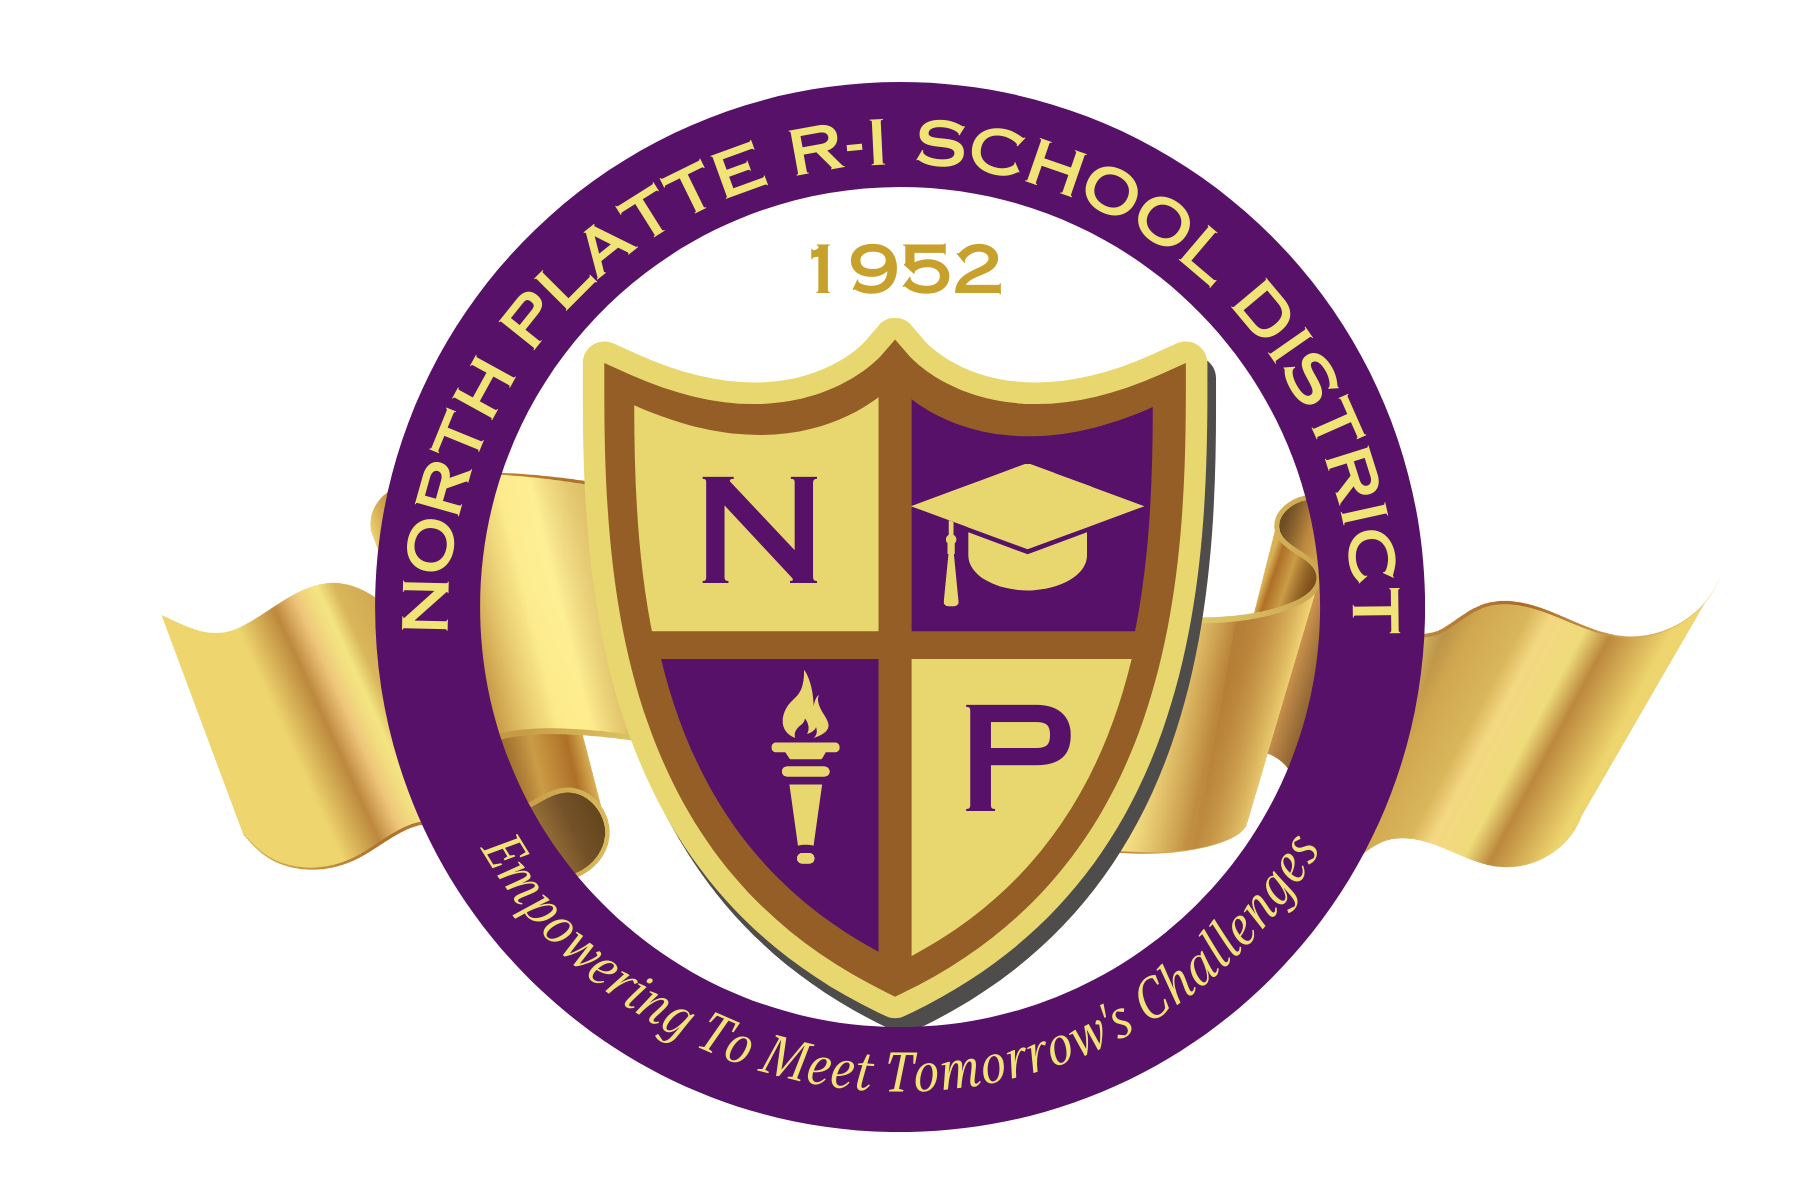 NORTH PLATTE R-I SCHOOL DISTRICT
1952
N
P
Empowering To Meet Tomorrow's Challenges